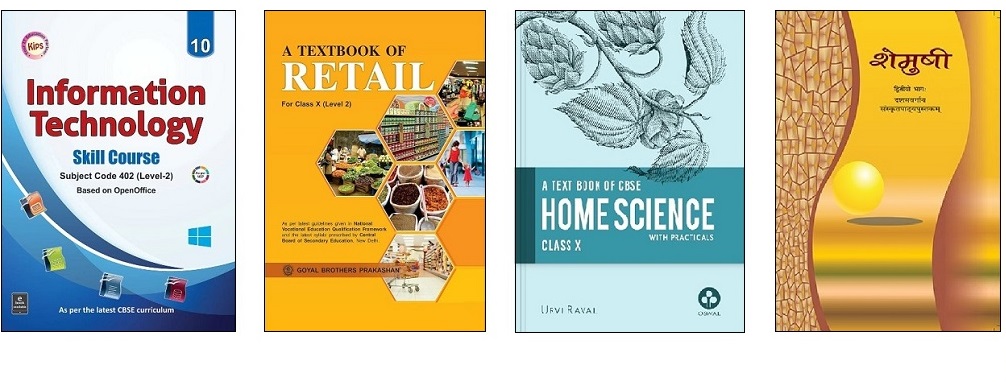 Kips
10
Information
Technology
Skill Course
Subject Code 402 (Level-2)
Based on OpenOffice
As per the latest CBSE curriculum
A TEXTBOOK OF
RETAIL
For Class X (Level 2)
As per latest guidelines given in National
Vocational Education Qualification Framework
and the latest syllabi prescribed by Central
Board of Secondary Education, New Delhi.
GOYAL BROTHERS PRAKASHAN
A TEXT BOOK OF CBSE
HOME SCIENCE
WITH PRACTICALS
CLASS X
URVI RAVAL
OSWAL
शेमुषी
द्वितीयो भागः
दशमवर्गाय
संस्कृतपाठ्यपुस्तकम्